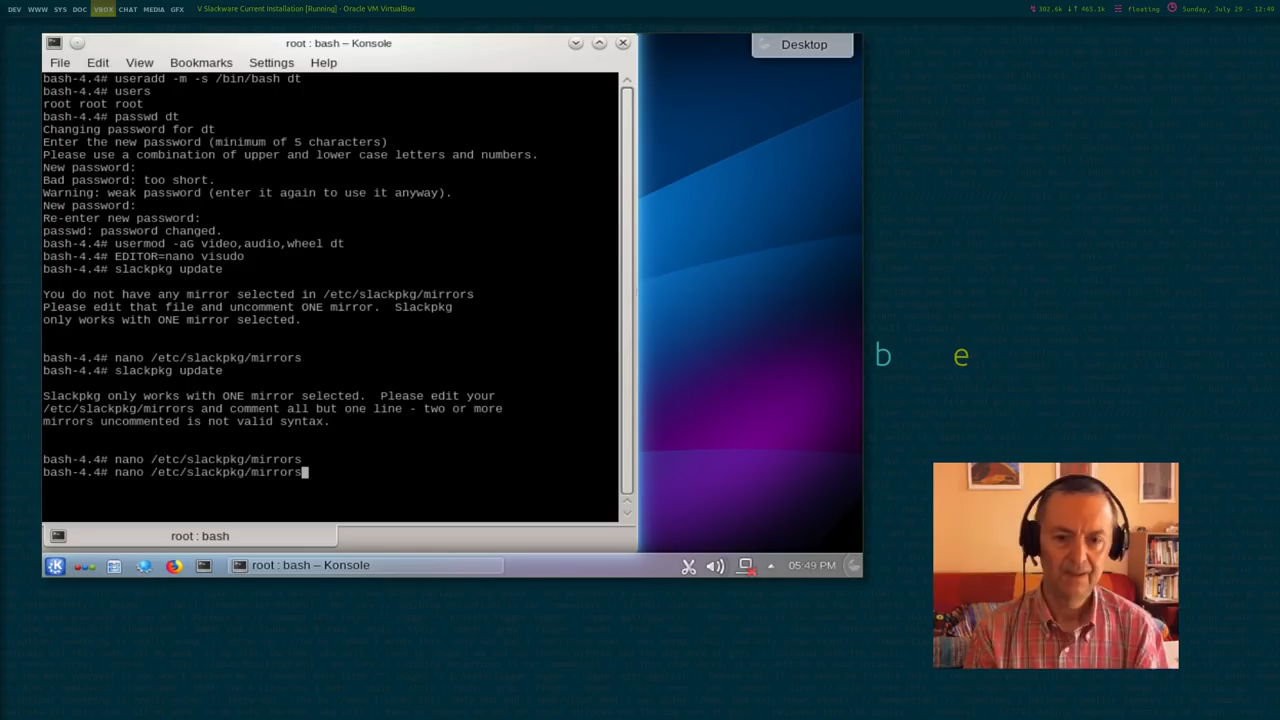 DEV WWW SYS DOC VBOX CHAT MEDIA GFX
V Slackware Current Installation [Running] - Oracle VM VirtualBox
302.6k 465.1k floating Sunday, July 29 - 12:49
root : bash – Konsole
Desktop
File Edit View Bookmarks Settings Help
bash-4.4# useradd -m -s /bin/bash dt
bash-4.4# users
root root root
bash-4.4# passwd dt
Changing password for dt
Enter the new password (minimum of 5 characters)
Please use a combination of upper and lower case letters and numbers.
New password:
Bad password: too short.
Warning: weak password (enter it again to use it anyway).
New password:
Re-enter new password:
passwd: password changed.
bash-4.4# usermod -aG video,audio,wheel dt
bash-4.4# EDITOR=nano visudo
bash-4.4# slackpkg update
You do not have any mirror selected in /etc/slackpkg/mirrors
Please edit that file and uncomment ONE mirror.  Slackpkg
only works with ONE mirror selected.
bash-4.4# nano /etc/slackpkg/mirrors
bash-4.4# slackpkg update
Slackpkg only works with ONE mirror selected.  Please edit your
/etc/slackpkg/mirrors and comment all but one line - two or more
mirrors uncommented is not valid syntax.
bash-4.4# nano /etc/slackpkg/mirrors
bash-4.4# nano /etc/slackpkg/mirrors
b e
root : bash
root : bash – Konsole
05:49 PM